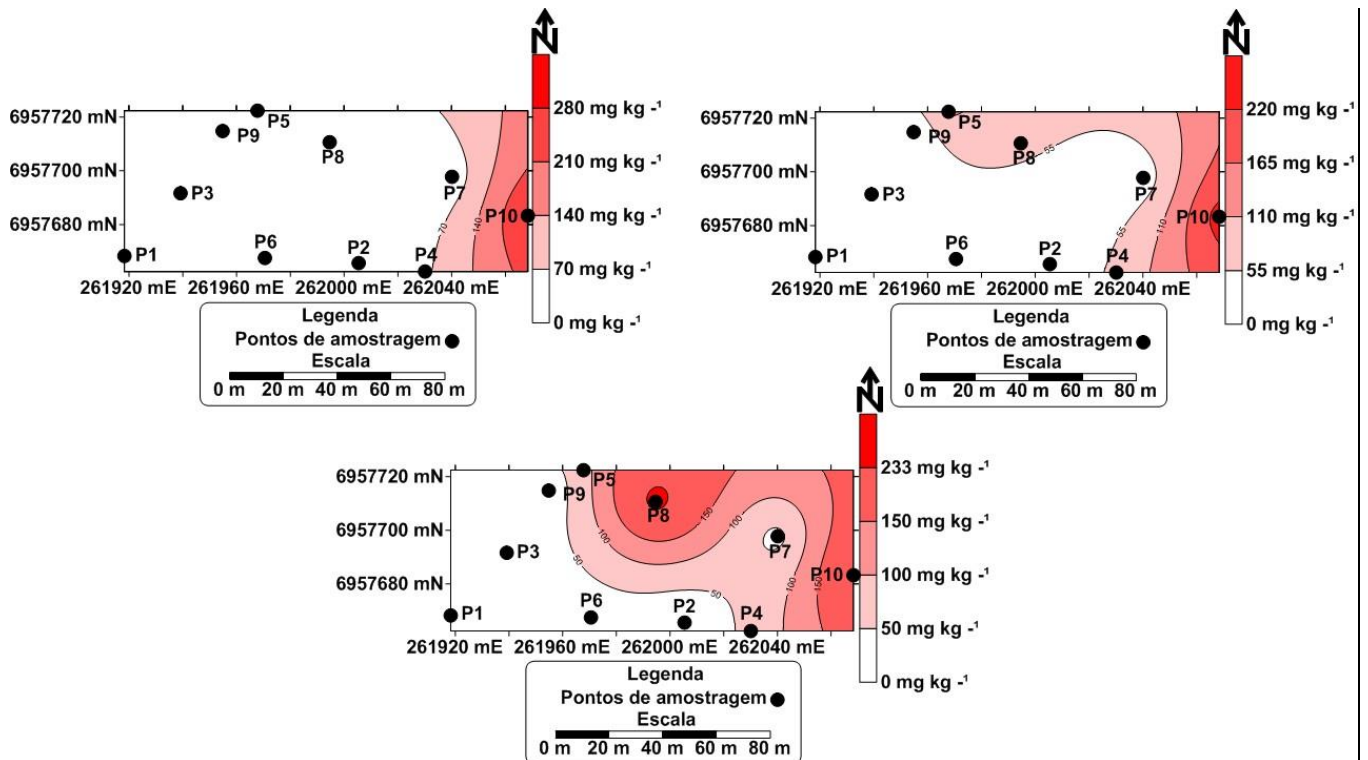 N
280 mg kg -¹
6957720 mN
P5
P9
P8
210 mg kg -¹
6957700 mN
P3
P7
140 mg kg -¹
P10
6957680 mN
70
140
P1
P6
P2
P4
70 mg kg -¹
261920 mE 261960 mE 262000 mE 262040 mE
0 mg kg -¹
Legenda
Pontos de amostragem
Escala
0 m 20 m 40 m 60 m 80 m
N
220 mg kg -¹
6957720 mN
P5
P9
P8
55
165 mg kg -¹
6957700 mN
P3
P7
110 mg kg -¹
P10
6957680 mN
55
110
P1
P6
P2
P4
55 mg kg -¹
261920 mE 261960 mE 262000 mE 262040 mE
0 mg kg -¹
Legenda
Pontos de amostragem
Escala
0 m 20 m 40 m 60 m 80 m
N
233 mg kg -¹
6957720 mN
P5
P9
P8
150
100
150 mg kg -¹
6957700 mN
100
P3
50
P7
100 mg kg -¹
P10
6957680 mN
50
100
150
P1
P6
P2
P4
50 mg kg -¹
261920 mE 261960 mE 262000 mE 262040 mE
0 mg kg -¹
Legenda
Pontos de amostragem
Escala
0 m 20 m 40 m 60 m 80 m